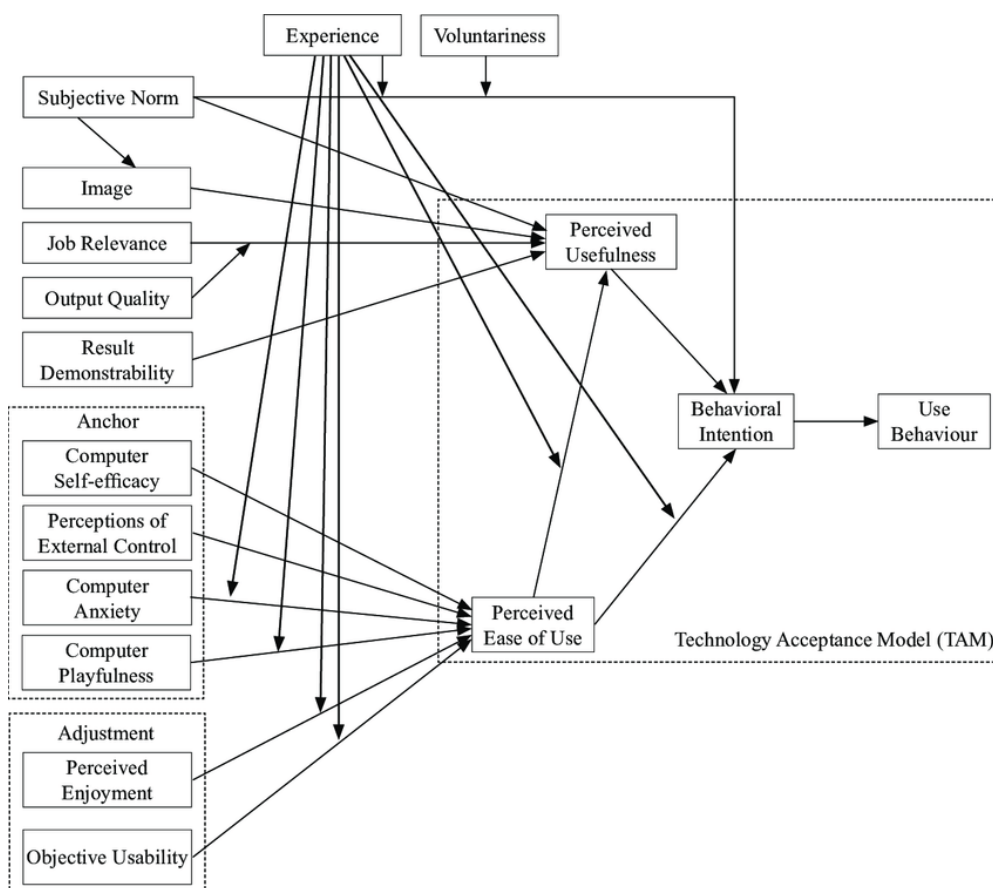 Experience
Voluntariness
Subjective Norm
Image
Job Relevance
Output Quality
Result
Demonstrability
Perceived
Usefulness
Behavioral
Intention
Use
Behaviour
Anchor
Computer
Self-efficacy
Perceptions of
External Control
Computer
Anxiety
Computer
Playfulness
Perceived
Ease of Use
Technology Acceptance Model (TAM)
Adjustment
Perceived
Enjoyment
Objective Usability